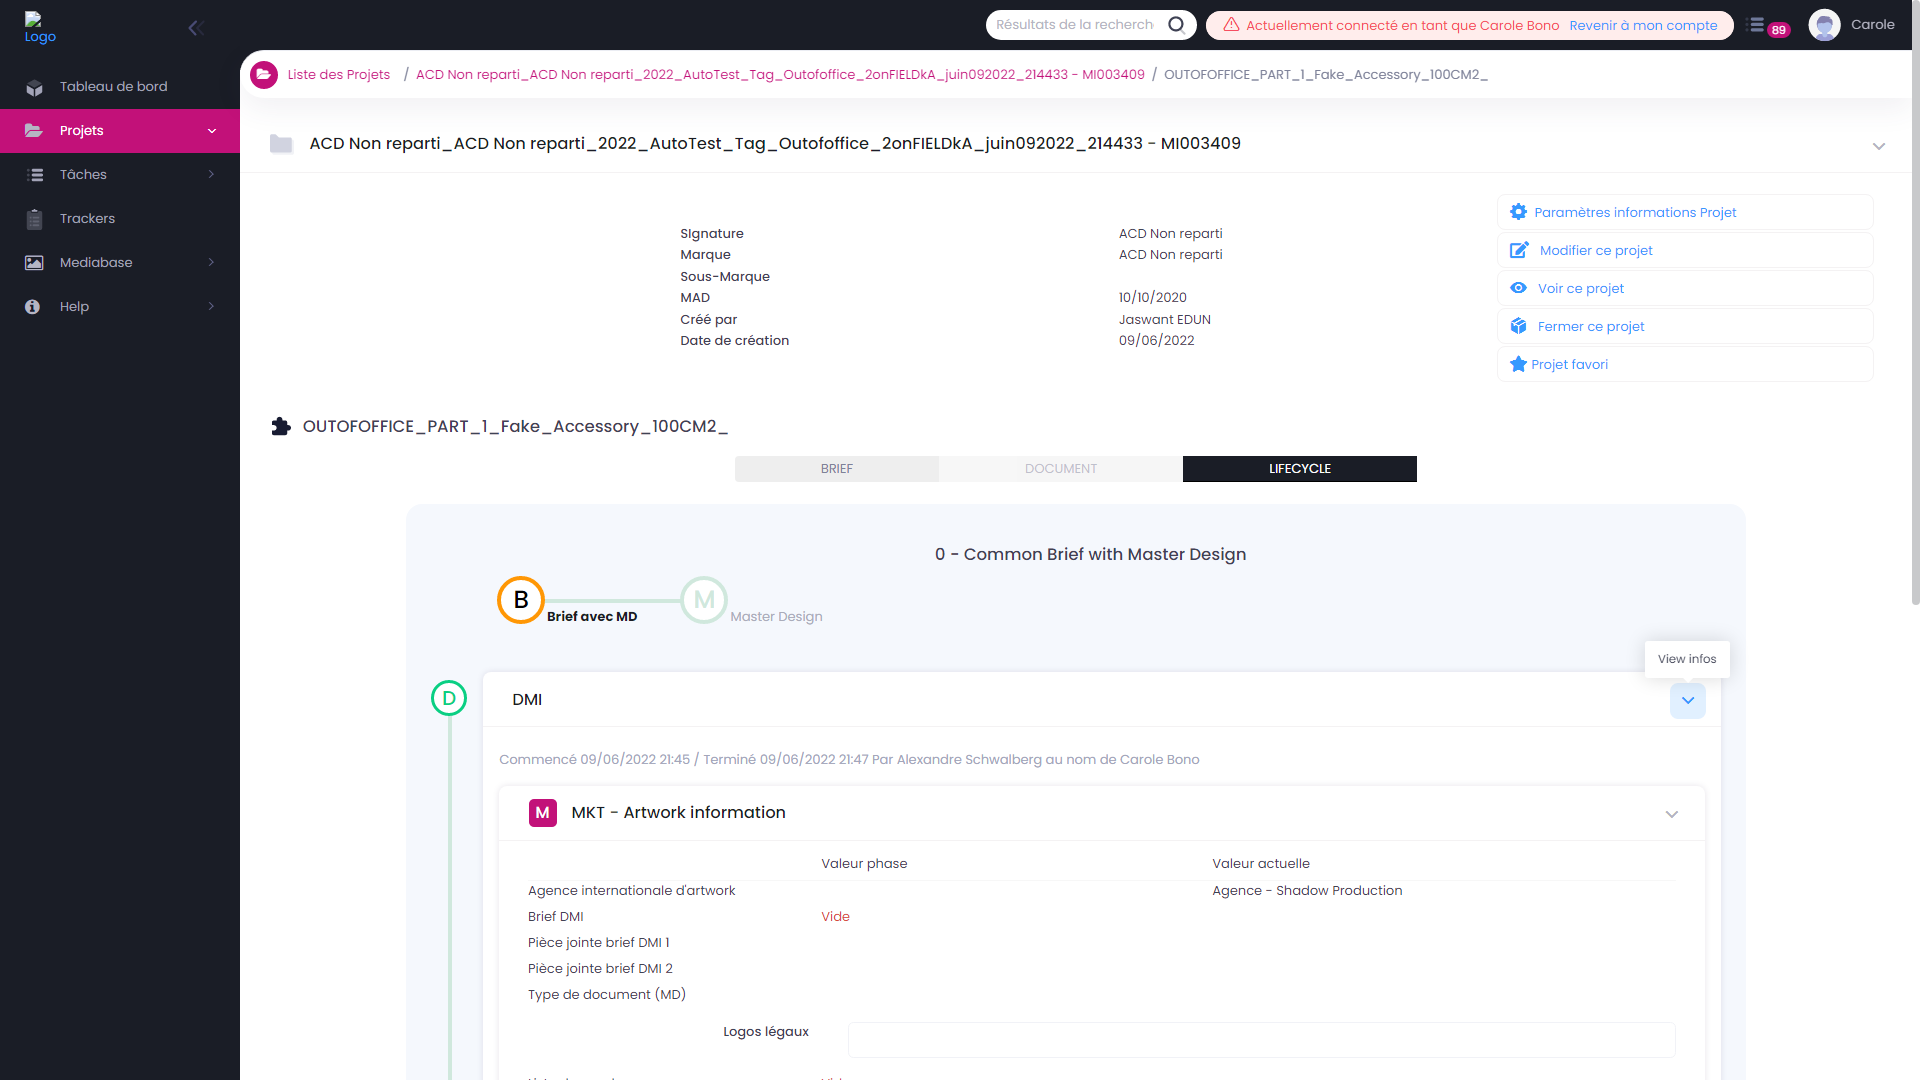 Logo
Résultats de la recherch
Actuellement connecté en tant que Carole Bono Revenir à mon compte
89
Carole
Tableau de bord
Projets
Tâches
Trackers
Mediabase
Help
Liste des Projets / ACD Non reparti_ACD Non reparti_2022_AutoTest_Tag_Outofoffice_2onFIELDkA_juin092022_214433 - MI003409 / OUTOFOFFICE_PART_1_Fake_Accessory_100CM2_
ACD Non reparti_ACD Non reparti_2022_AutoTest_Tag_Outofoffice_2onFIELDkA_juin092022_214433 - MI003409
SIgnature ACD Non reparti
Marque ACD Non reparti
Sous-Marque
MAD 10/10/2020
Créé par Jaswant EDUN
Date de création 09/06/2022
Paramètres informations Projet
Modifier ce projet
Voir ce projet
Fermer ce projet
Projet favori
OUTOFOFFICE_PART_1_Fake_Accessory_100CM2_
BRIEF DOCUMENT LIFECYCLE
0 - Common Brief with Master Design
B Brief avec MD
M Master Design
View infos
D DMI
Commencé 09/06/2022 21:45 / Terminé 09/06/2022 21:47 Par Alexandre Schwalberg au nom de Carole Bono
M MKT - Artwork information
Valeur phase Valeur actuelle
Agence internationale d'artwork Agence - Shadow Production
Brief DMI Vide
Pièce jointe brief DMI 1
Pièce jointe brief DMI 2
Type de document (MD)
Logos légaux